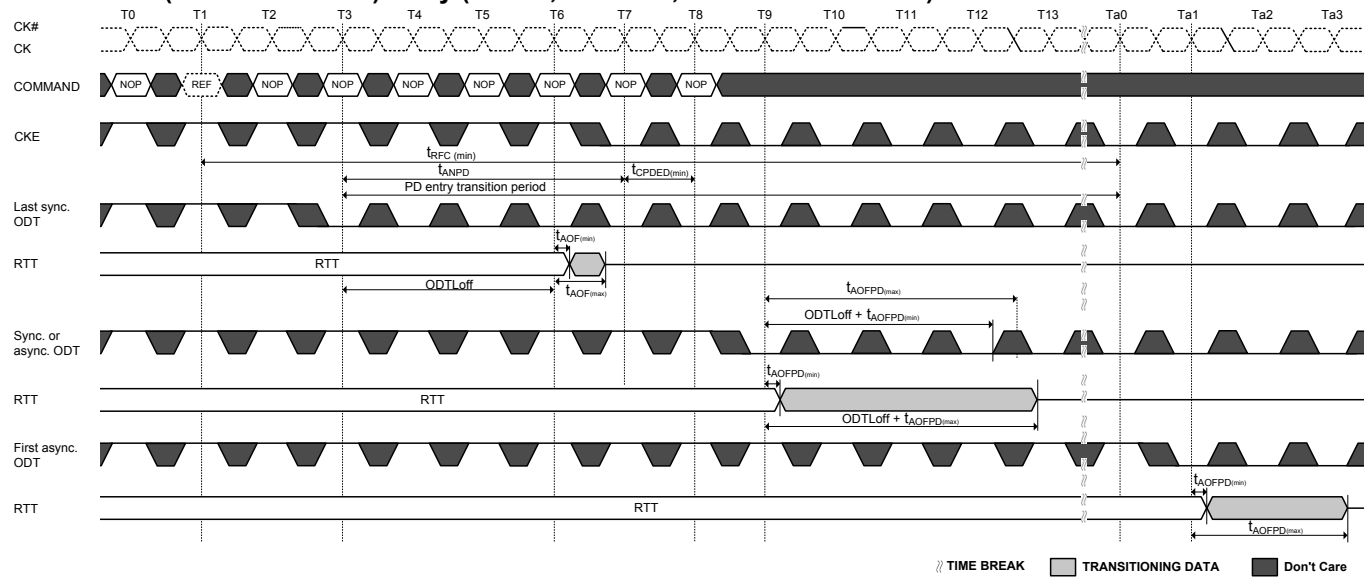 T0 T1 T2 T3 T4 T5 T6 T7 T8 T9 T10 T11 T12 T13 Ta0 Ta1 Ta2 Ta3
CK#
CK
COMMAND NOP REF NOP NOP NOP NOP NOP NOP NOP
CKE
tRFC (min)
tANPD tCPDED(min)
PD entry transition period
Last sync.
ODT
tAOF(min)
RTT RTT
ODTLoff tAOF(max)
tAOFPD(max)
ODTLoff + tAOFPD(min)
Sync. or
async. ODT
tAOFPD(min)
RTT RTT
ODTLoff + tAOFPD(max)
First async.
ODT
tAOFPD(min)
RTT RTT
tAOFPD(max)
TIME BREAK TRANSITIONING DATA Don't Care